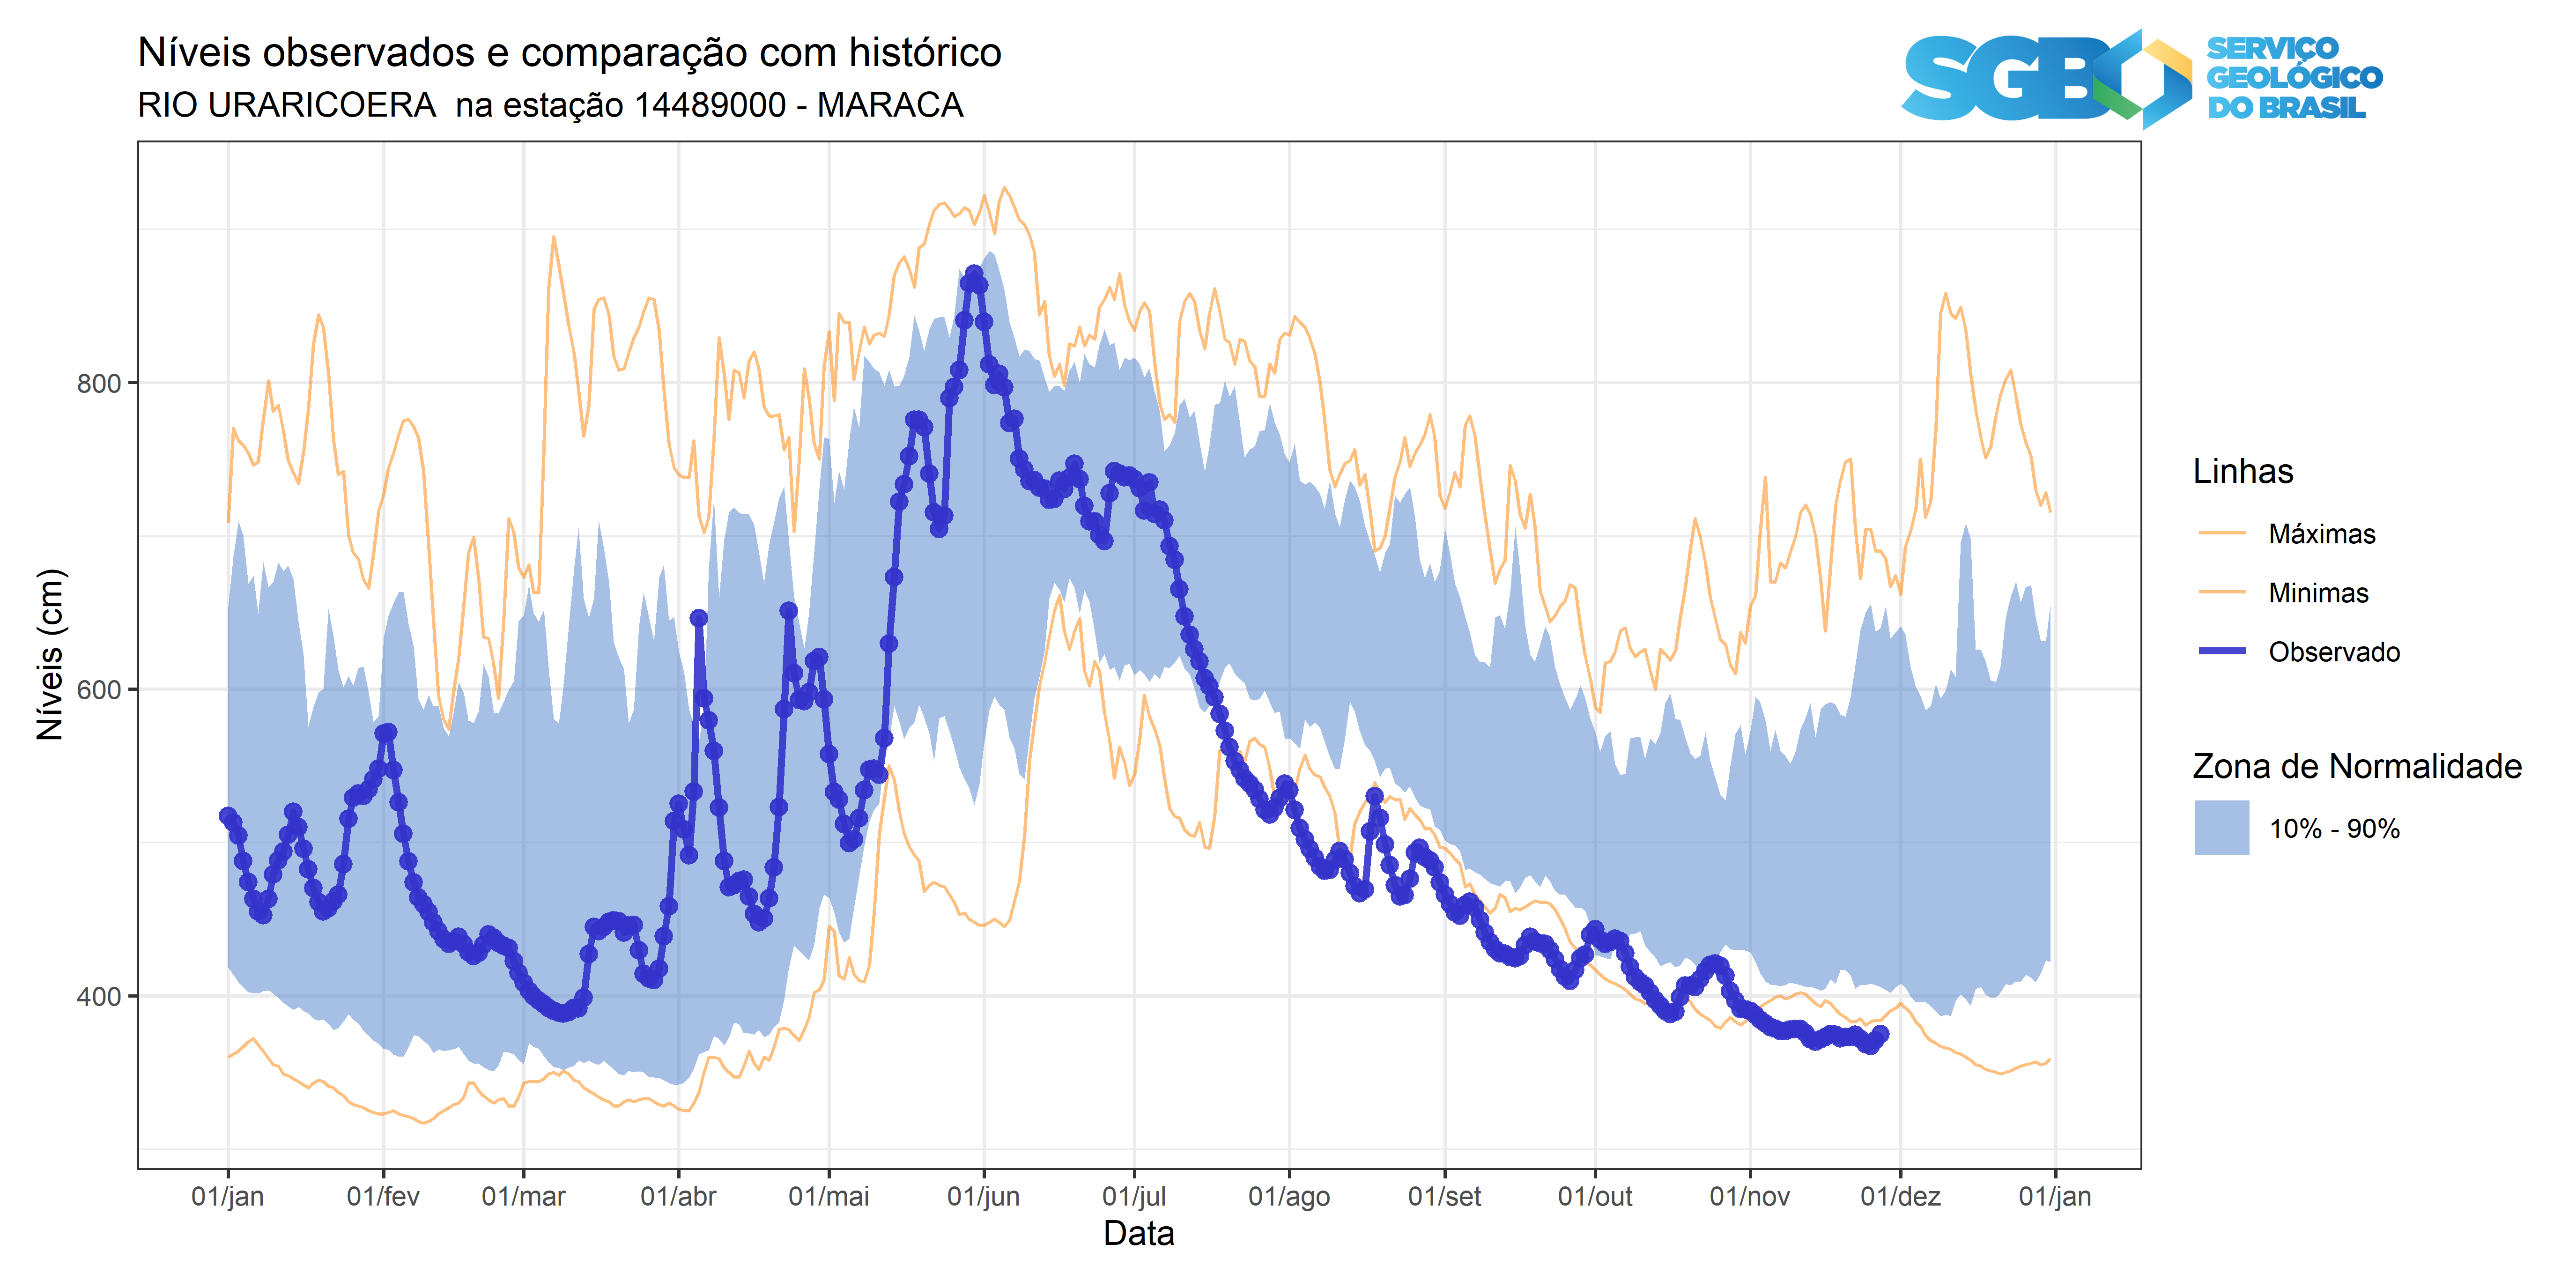 Níveis observados e comparação com histórico
RIO URARICOERA  na estação 14489000 - MARACA
SGB
SERVIÇO
GEOLÓGICO
DO BRASIL
Níveis (cm)
800
600
400
01/jan
01/fev
01/mar
01/abr
01/mai
01/jun
01/jul
01/ago
01/set
01/out
01/nov
01/dez
01/jan
Data
Linhas
Máximas
Minimas
Observado
Zona de Normalidade
10% - 90%